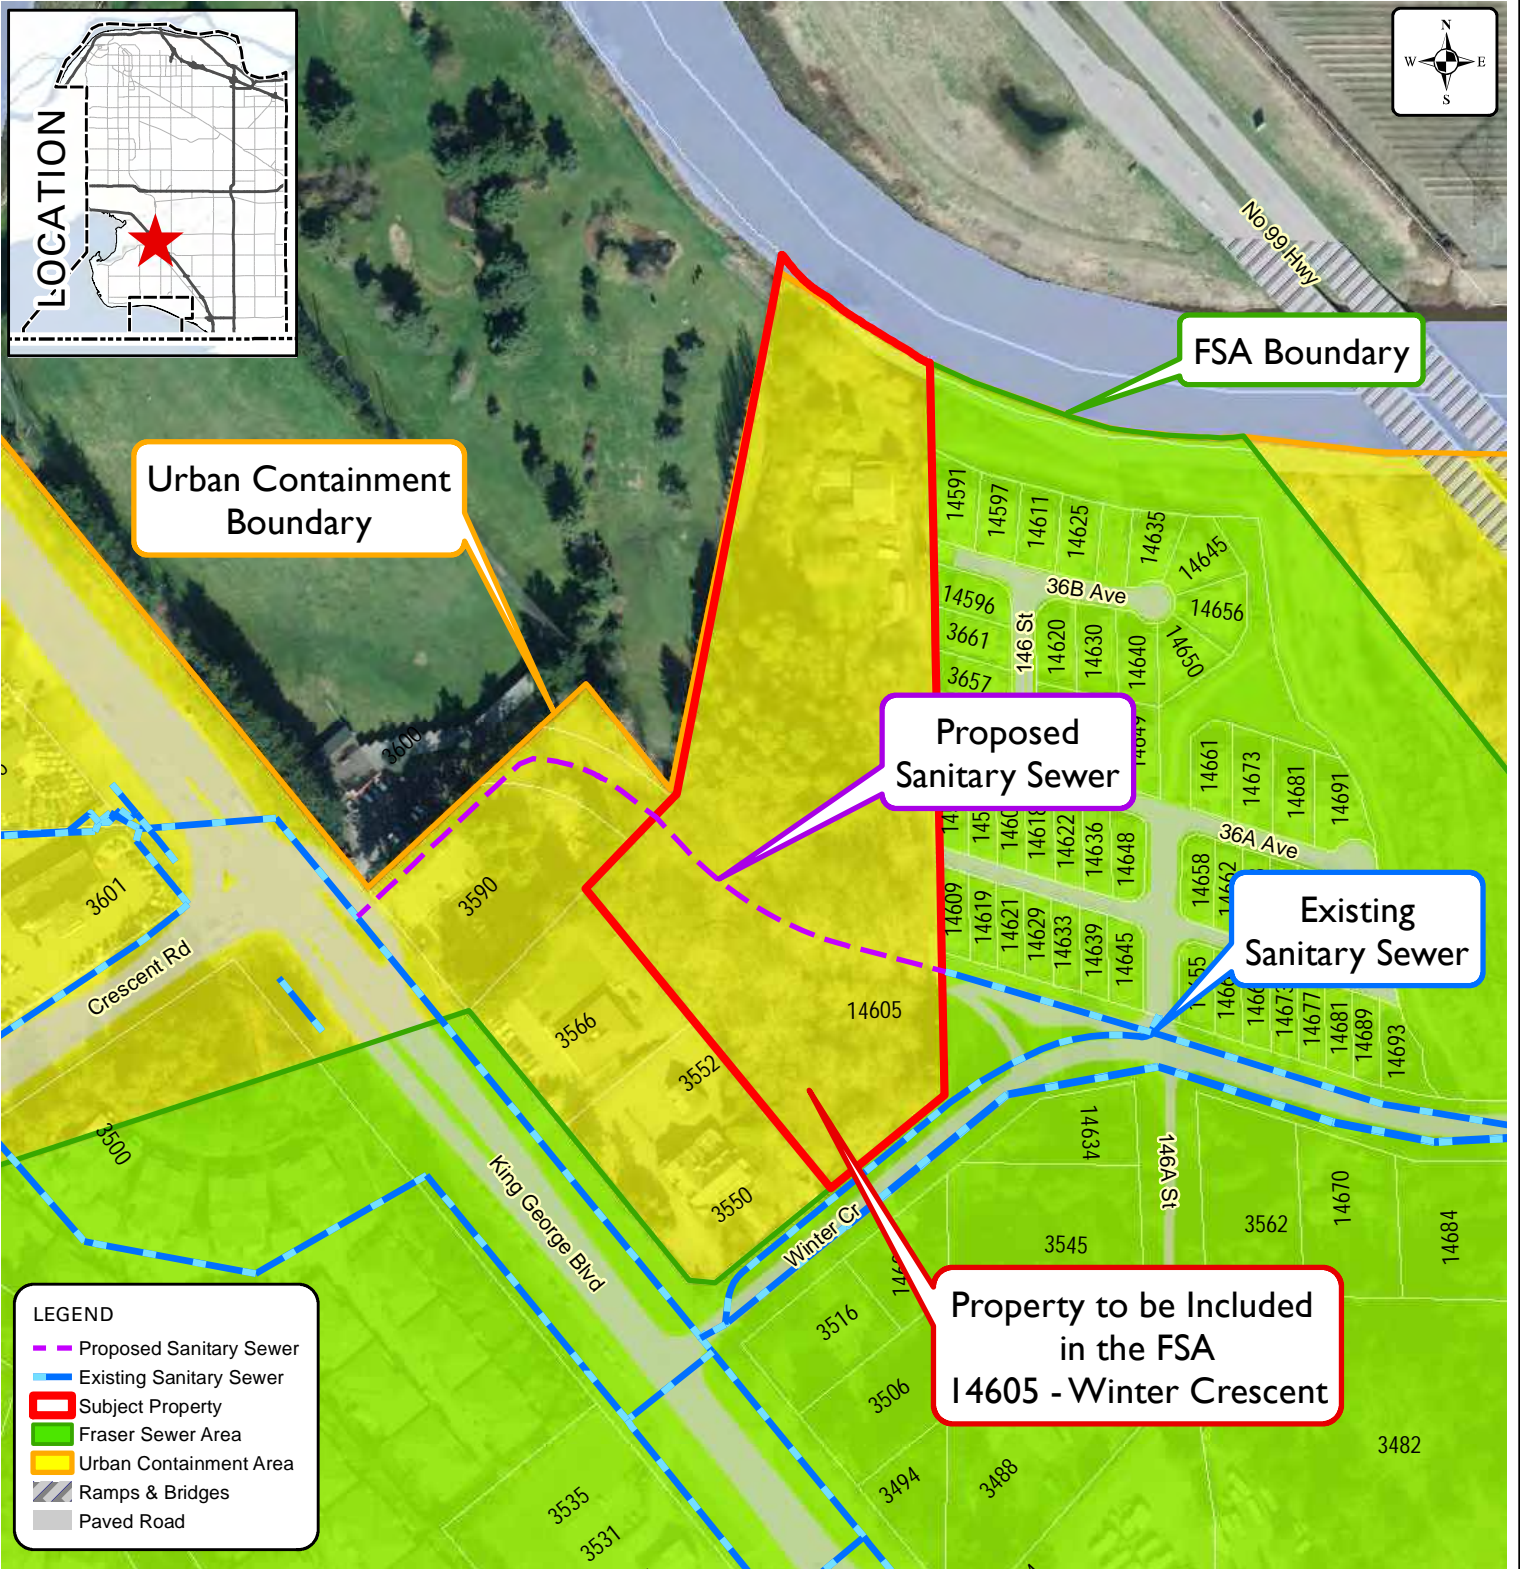 LOCATION
N
W E
S
No 99 Hwy
FSA Boundary
Urban Containment
Boundary
14591
14597
14611
14625
14635
14645
36B Ave
14596
14656
3661
146 St
14620
14630
14640
14650
3657
3600
Proposed
Sanitary Sewer
14649
14661
14673
14681
14691
14618
14622
14636
14648
36A Ave
14658
14662
3601
3590
14609
14619
14621
14629
14633
14639
14645
Existing
Sanitary Sewer
Crescent Rd
14605
3566
3552
14673
14677
14681
14689
14693
3500
King George Blvd
3550
Winter Cr
14634
146A St
14670
3562
14684
3545
3516
Property to be Included
in the FSA
14605 - Winter Crescent
3506
3482
3494
3488
3535
3531
LEGEND
Proposed Sanitary Sewer
Existing Sanitary Sewer
Subject Property
Fraser Sewer Area
Urban Containment Area
Ramps & Bridges
Paved Road